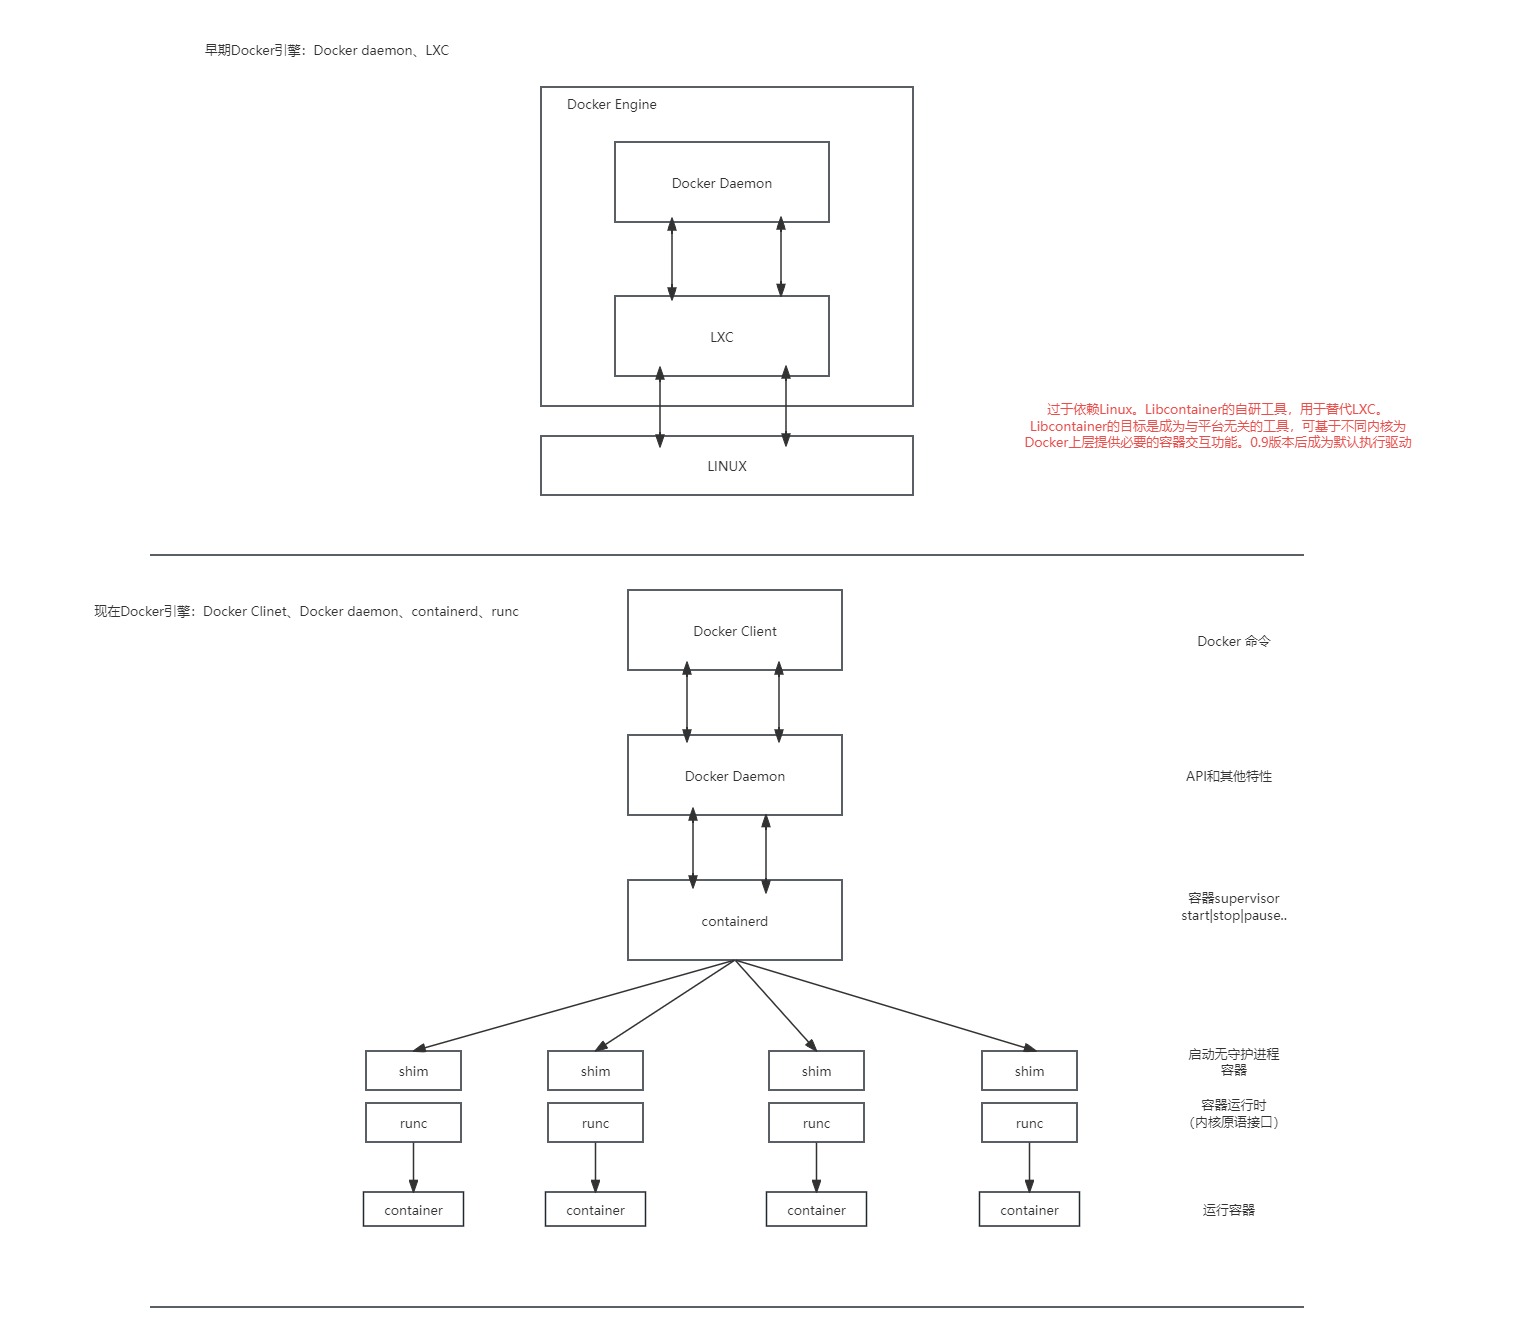 早期Docker引擎：Docker daemon、LXC
Docker Engine
Docker Daemon
LXC
LINUX
过于依赖Linux。Libcontainer的自研工具，用于替代LXC。
Libcontainer的目标是成为与平台无关的工具，可基于不同内核为
Docker上层提供必要的容器交互功能。0.9版本后成为默认执行驱动
现在Docker引擎：Docker Clinet、Docker daemon、containerd、runc
Docker Client
Docker 命令
Docker Daemon
API和其他特性
containerd
容器supervisor
start|stop|pause..
shim
shim
shim
shim
启动无守护进程
容器
runc
runc
runc
runc
容器运行时
（内核原语接口）
container
container
container
container
运行容器